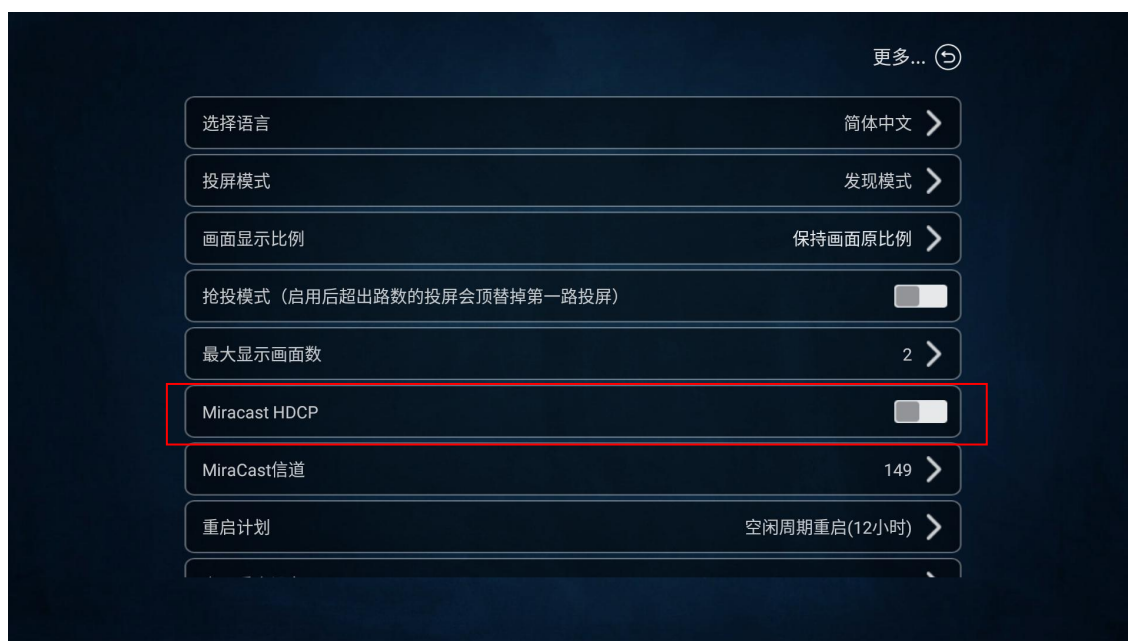 更多...
选择语言 简体中文
投屏模式 发现模式
画面显示比例 保持画面原比例
抢投模式（启用后超出路数的投屏会顶替掉第一路投屏）
最大显示画面数 2
Miracast HDCP
MiraCast信道 149
重启计划 空闲周期重启(12小时)